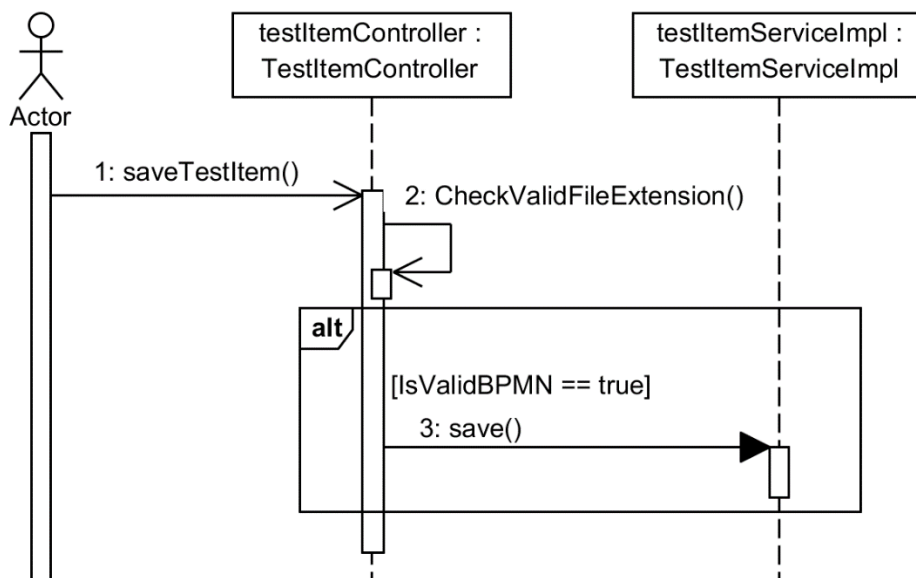 testItemController :
TestItemController
testItemServiceImpl :
TestItemServiceImpl
Actor
1: saveTestItem()
2: CheckValidFileExtension()
alt
[IsValidBPMN == true]
3: save()